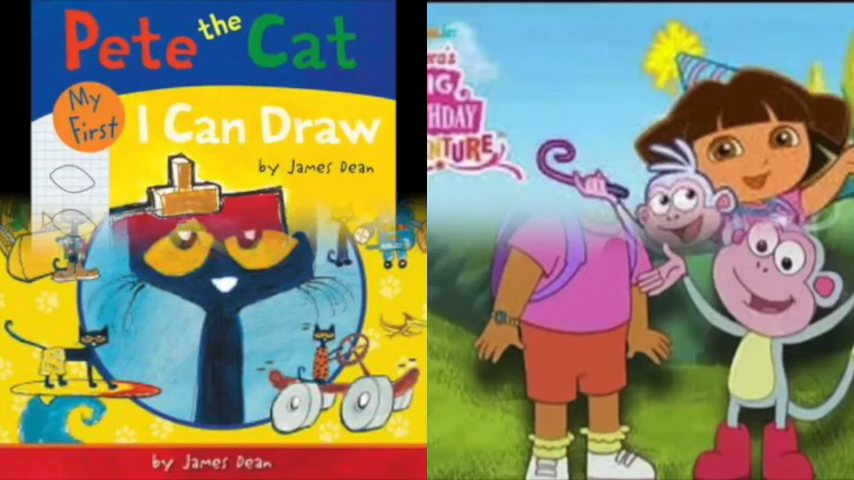 Pete the Cat
My
First
I Can Draw
by James Dean
by James Dean